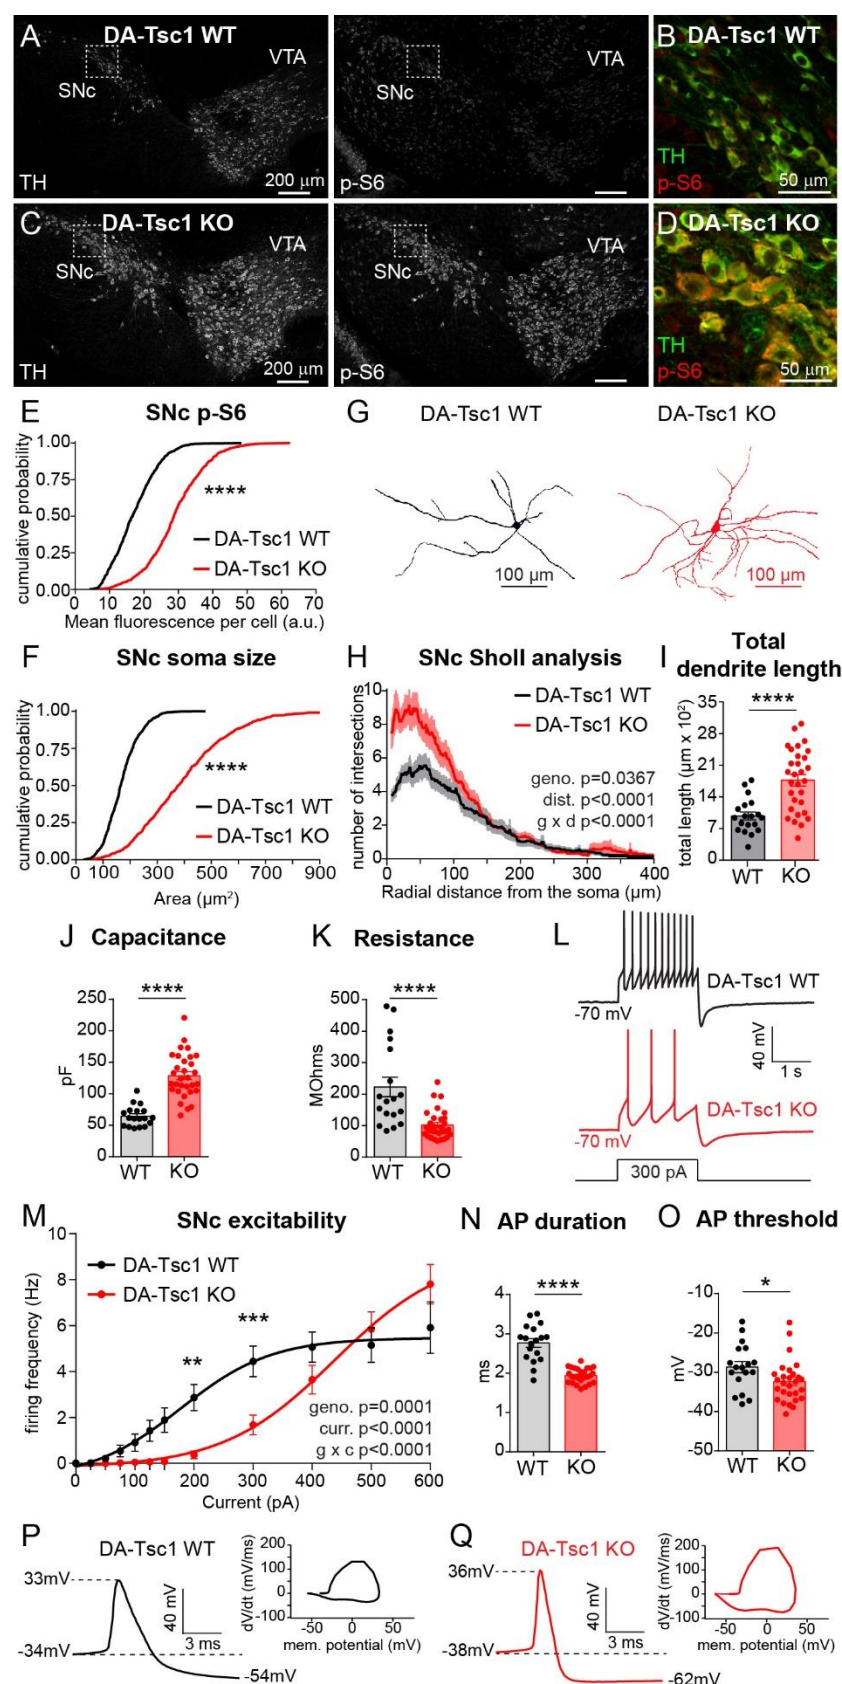 A DA-Tsc1 WT
VTA
SNc
TH
200 µm
VTA
SNc
p-S6
B DA-Tsc1 WT
TH
p-S6
50 µm
C DA-Tsc1 KO
VTA
SNc
TH
200 µm
VTA
SNc
p-S6
D DA-Tsc1 KO
TH
p-S6
50 µm
E SNc p-S6
cumulative probability
1.00
0.75
0.50
0.25
0.00
****
DA-Tsc1 WT
DA-Tsc1 KO
0 10 20 30 40 50 60 70
Mean fluorescence per cell (a.u.)
G DA-Tsc1 WT DA-Tsc1 KO
100 µm 100 µm
F SNc soma size
cumulative probability
1.00
0.75
0.50
0.25
0.00
****
DA-Tsc1 WT
DA-Tsc1 KO
100 300 500 700 900
Area (µm²)
H SNc Sholl analysis
number of intersections
10
8
6
4
2
0
DA-Tsc1 WT
DA-Tsc1 KO
geno. p=0.0367
dist. p<0.0001
g x d p<0.0001
0 100 200 300 400
Radial distance from the soma (µm)
I Total
dendrite length
total length (µm x 10²)
35
28
21
14
7
0
****
WT KO
J Capacitance
pF
250
200
150
100
50
0
****
WT KO
K Resistance
MOhms
500
400
300
200
100
0
****
WT KO
L
DA-Tsc1 WT
-70 mV
40 mV
1 s
DA-Tsc1 KO
-70 mV
300 pA
M SNc excitability
firing frequency (Hz)
10
8
6
4
2
0
DA-Tsc1 WT
DA-Tsc1 KO
***
**
geno. p=0.0001
curr. p<0.0001
g x c p<0.0001
0 100 200 300 400 500 600
Current (pA)
N AP duration
ms
4
3
2
1
0
****
WT KO
O AP threshold
mV
-10
-20
-30
-40
-50
*
WT KO
P DA-Tsc1 WT
33mV
-34mV
-54mV
40 mV
3 ms
dV/dt (mV/ms)
200
100
0
-100
-50 0 50
mem. potential (mV)
Q DA-Tsc1 KO
36mV
-38mV
-62mV
40 mV
3 ms
dV/dt (mV/ms)
200
100
0
-100
-50 0 50
mem. potential (mV)